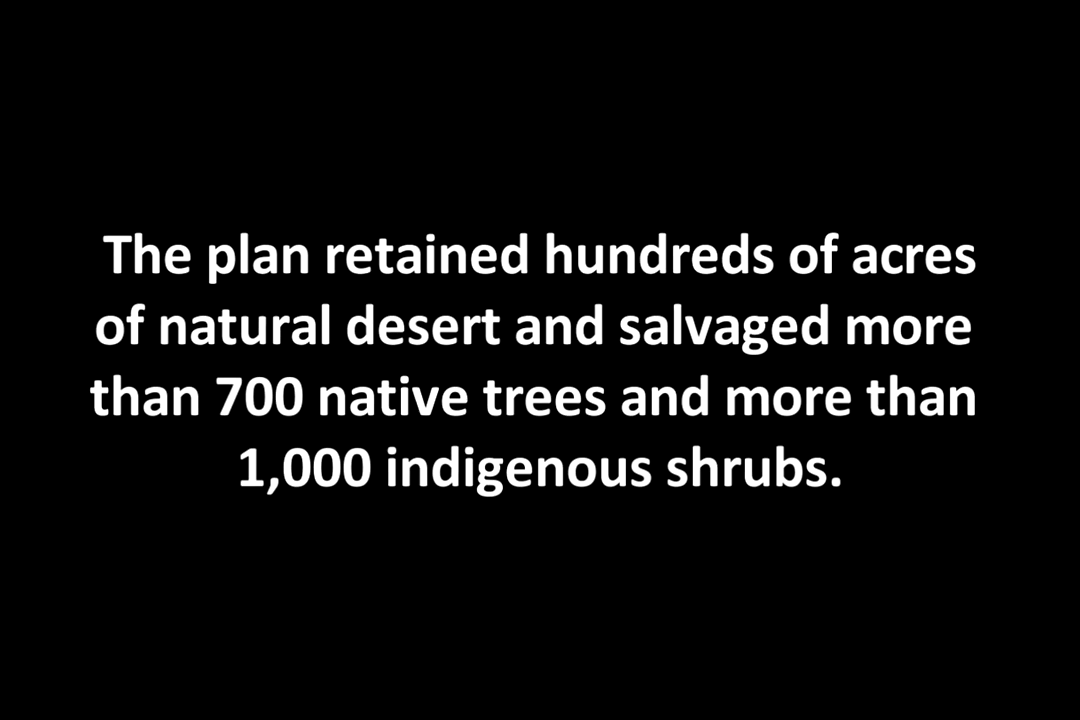 The plan retained hundreds of acres
of natural desert and salvaged more
than 700 native trees and more than
1,000 indigenous shrubs.